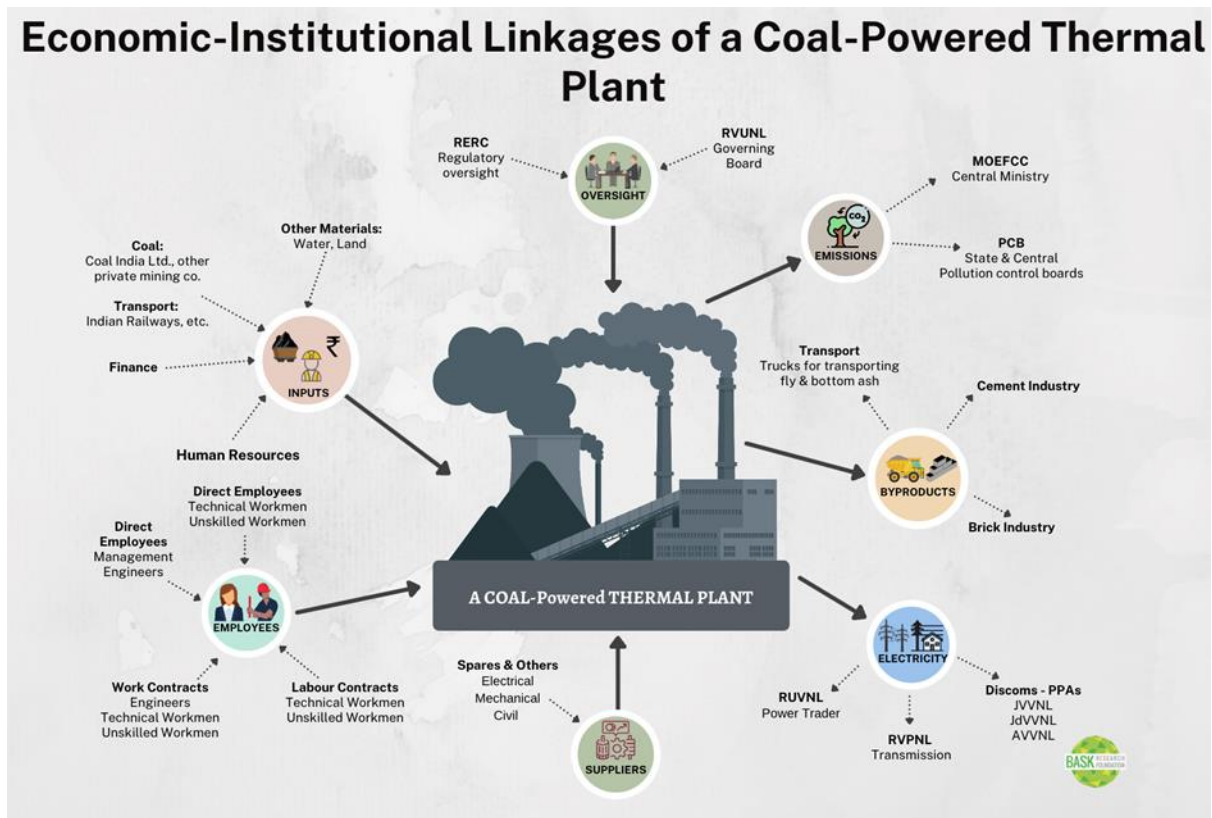 Economic-Institutional Linkages of a Coal-Powered Thermal
Plant
RERC
Regulatory
oversight
OVERSIGHT
RVUNL
Governing
Board
MOEFCC
Central Ministry
CO2
EMISSIONS
PCB
State & Central
Pollution control boards
Other Materials:
Water, Land
Coal:
Coal India Ltd., other
private mining co.
Transport:
Indian Railways, etc.
Finance
₹
INPUTS
Human Resources
Transport
Trucks for transporting
fly & bottom ash
Cement Industry
BYPRODUCTS
Brick Industry
Direct Employees
Technical Workmen
Unskilled Workmen
Direct
Employees
Management
Engineers
EMPLOYEES
Work Contracts
Engineers
Technical Workmen
Unskilled Workmen
Labour Contracts
Technical Workmen
Unskilled Workmen
A COAL-Powered THERMAL PLANT
Spares & Others
Electrical
Mechanical
Civil
SUPPLIERS
ELECTRICITY
RUVNL
Power Trader
RVPNL
Transmission
Discoms - PPAs
JVVNL
JdVVNL
AVVNL
BASK RESEARCH
FOUNDATION